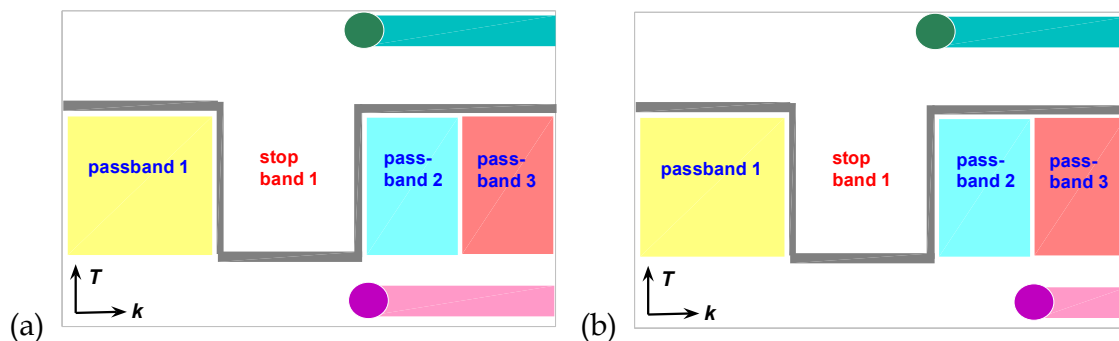 passband 1
stop
band 1
pass-
band 2
pass-
band 3
T
k
(a)
passband 1
stop
band 1
pass-
band 2
pass-
band 3
T
k
(b)